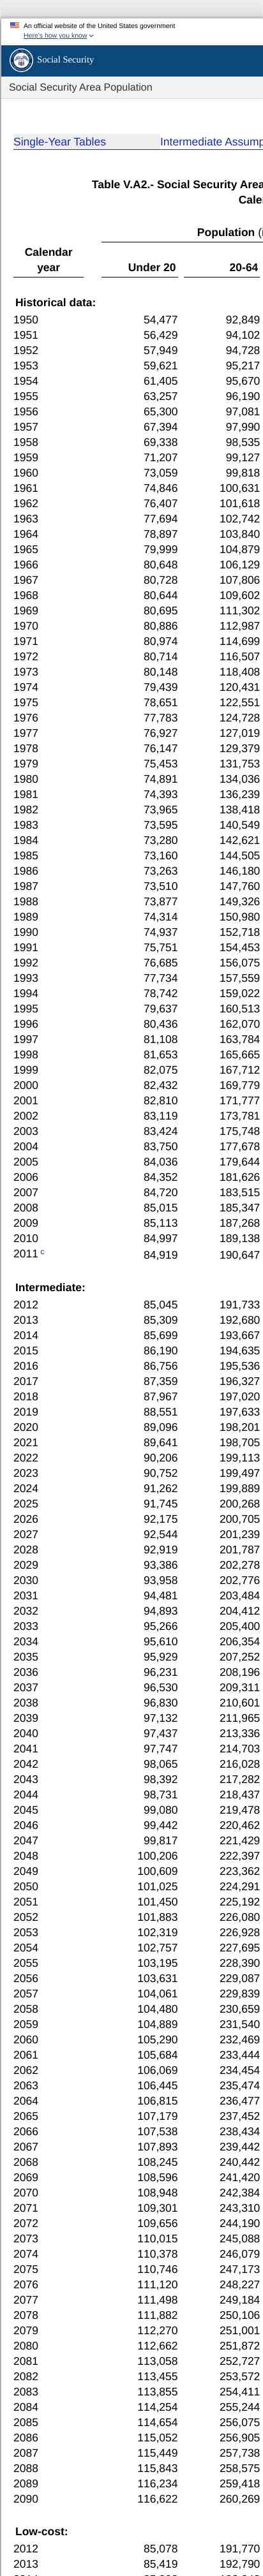 An official website of the United States government
Here's how you know
Social Security
Social Security Area Population
Single-Year Tables Intermediate Assump
Table V.A2.- Social Security Area
Cale
Population (i
Calendar
year Under 20 20-64
Historical data:
1950 54,477 92,849
1951 56,429 94,102
1952 57,949 94,728
1953 59,621 95,217
1954 61,405 95,670
1955 63,257 96,190
1956 65,300 97,081
1957 67,394 97,990
1958 69,338 98,535
1959 71,207 99,127
1960 73,059 99,818
1961 74,846 100,631
1962 76,407 101,618
1963 77,694 102,742
1964 78,897 103,840
1965 79,999 104,879
1966 80,648 106,129
1967 80,728 107,806
1968 80,644 109,602
1969 80,695 111,302
1970 80,886 112,987
1971 80,974 114,699
1972 80,714 116,507
1973 80,148 118,408
1974 79,439 120,431
1975 78,651 122,551
1976 77,783 124,728
1977 76,927 127,019
1978 76,147 129,379
1979 75,453 131,753
1980 74,891 134,036
1981 74,393 136,239
1982 73,965 138,418
1983 73,595 140,549
1984 73,280 142,621
1985 73,160 144,505
1986 73,263 146,180
1987 73,510 147,760
1988 73,877 149,326
1989 74,314 150,980
1990 74,937 152,718
1991 75,751 154,453
1992 76,685 156,075
1993 77,734 157,559
1994 78,742 159,022
1995 79,637 160,513
1996 80,436 162,070
1997 81,108 163,784
1998 81,653 165,665
1999 82,075 167,712
2000 82,432 169,779
2001 82,810 171,777
2002 83,119 173,781
2003 83,424 175,748
2004 83,750 177,678
2005 84,036 179,644
2006 84,352 181,626
2007 84,720 183,515
2008 85,015 185,347
2009 85,113 187,268
2010 84,997 189,138
2011 c 84,919 190,647
Intermediate:
2012 85,045 191,733
2013 85,309 192,680
2014 85,699 193,667
2015 86,190 194,635
2016 86,756 195,536
2017 87,359 196,327
2018 87,967 197,020
2019 88,551 197,633
2020 89,096 198,201
2021 89,641 198,705
2022 90,206 199,113
2023 90,752 199,497
2024 91,262 199,889
2025 91,745 200,268
2026 92,175 200,705
2027 92,544 201,239
2028 92,919 201,787
2029 93,386 202,278
2030 93,958 202,776
2031 94,481 203,484
2032 94,893 204,412
2033 95,266 205,400
2034 95,610 206,354
2035 95,929 207,252
2036 96,231 208,196
2037 96,530 209,311
2038 96,830 210,601
2039 97,132 211,965
2040 97,437 213,336
2041 97,747 214,703
2042 98,065 216,028
2043 98,392 217,282
2044 98,731 218,437
2045 99,080 219,478
2046 99,442 220,462
2047 99,817 221,429
2048 100,206 222,397
2049 100,609 223,362
2050 101,025 224,291
2051 101,450 225,192
2052 101,883 226,080
2053 102,319 226,928
2054 102,757 227,695
2055 103,195 228,390
2056 103,631 229,087
2057 104,061 229,839
2058 104,480 230,659
2059 104,889 231,540
2060 105,290 232,469
2061 105,684 233,444
2062 106,069 234,454
2063 106,445 235,474
2064 106,815 236,477
2065 107,179 237,452
2066 107,538 238,434
2067 107,893 239,442
2068 108,245 240,442
2069 108,596 241,420
2070 108,948 242,384
2071 109,301 243,310
2072 109,656 244,190
2073 110,015 245,088
2074 110,378 246,079
2075 110,746 247,173
2076 111,120 248,227
2077 111,498 249,184
2078 111,882 250,106
2079 112,270 251,001
2080 112,662 251,872
2081 113,058 252,727
2082 113,455 253,572
2083 113,855 254,411
2084 114,254 255,244
2085 114,654 256,075
2086 115,052 256,905
2087 115,449 257,738
2088 115,843 258,575
2089 116,234 259,418
2090 116,622 260,269
Low-cost:
2012 85,078 191,770
2013 85,419 192,790